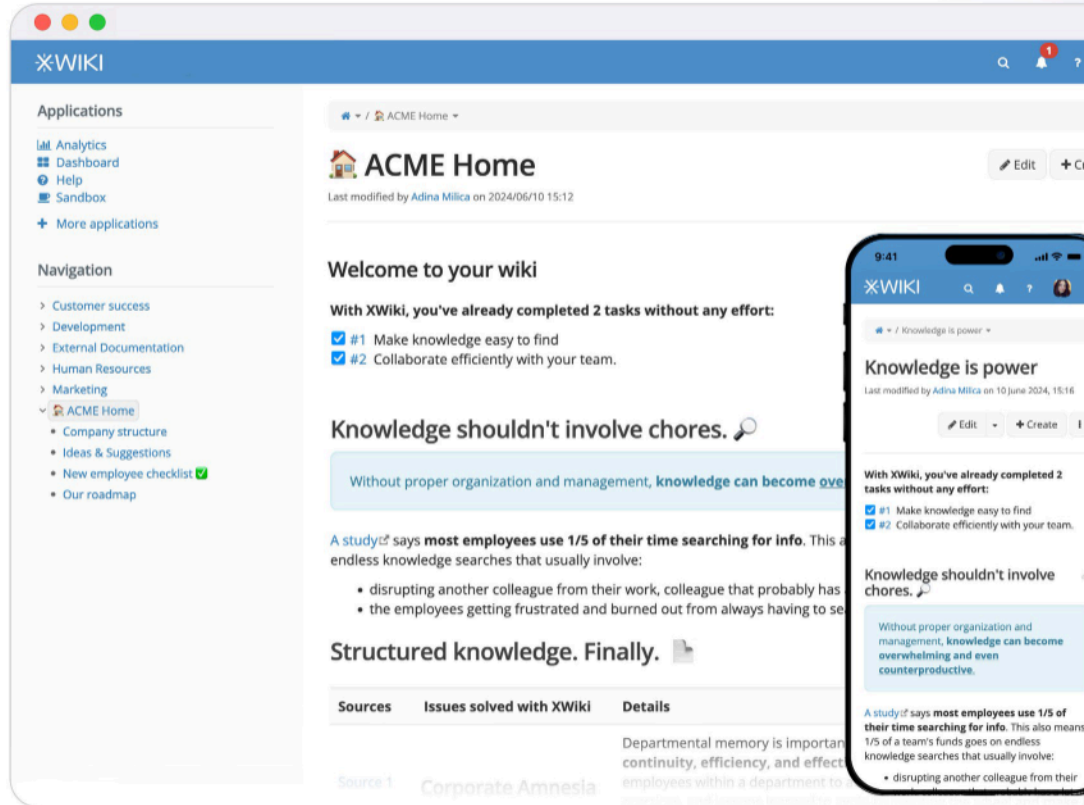 XWIKI
1
?
Applications
Analytics
Dashboard
Help
Sandbox
More applications
Navigation
Customer success
Development
External Documentation
Human Resources
Marketing
ACME Home
Company structure
Ideas & Suggestions
New employee checklist
Our roadmap
/ ACME Home
ACME Home
Edit
Last modified by Adina Milica on 2024/06/10 15:12
Welcome to your wiki
With XWiki, you've already completed 2 tasks without any effort:
#1 Make knowledge easy to find
#2 Collaborate efficiently with your team.
Knowledge shouldn't involve chores.
Without proper organization and management, knowledge can become
A study says most employees use 1/5 of their time searching for info. This
endless knowledge searches that usually involve:
• disrupting another colleague from their work, colleague that probably has
• the employees getting frustrated and burned out from always having to
Structured knowledge. Finally.
Sources Issues solved with XWiki Details
Departmental memory is
continuity, efficiency, and
Source 1 Corporate Amnesia employees within a department to
9:41
XWIKI
?
/ Knowledge is power
Knowledge is power
Last modified by Adina Milica on 10 June 2024, 15:16
Edit + Create
With XWiki, you've already completed 2
tasks without any effort:
#1 Make knowledge easy to find
#2 Collaborate efficiently with your team.
Knowledge shouldn't involve
chores.
Without proper organization and
management, knowledge can become
overwhelming and even
counterproductive.
A study says most employees use 1/5 of
their time searching for info. This also means
1/5 of a team's funds goes on endless
knowledge searches that usually involve:
• disrupting another colleague from their